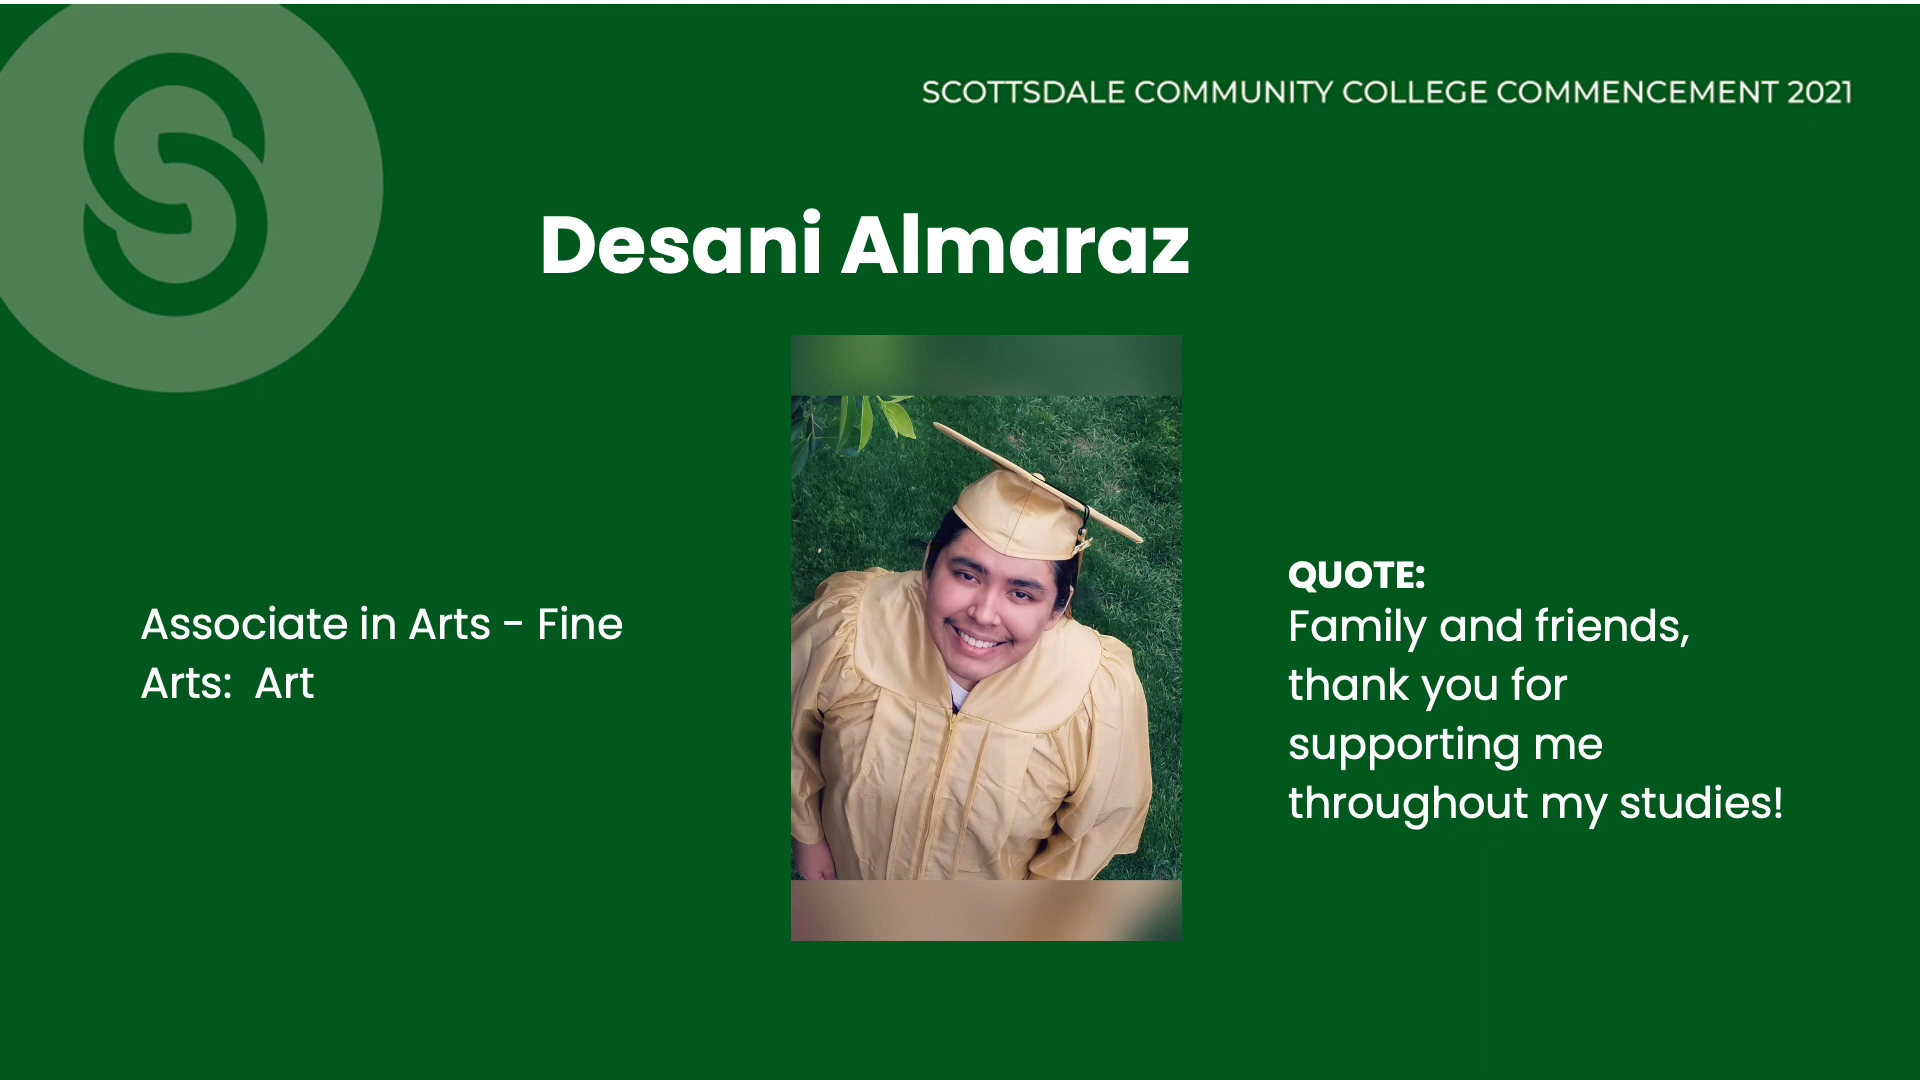 SCOTTSDALE COMMUNITY COLLEGE COMMENCEMENT 2021
Desani Almaraz
Associate in Arts - Fine
Arts:  Art
QUOTE:
Family and friends,
thank you for
supporting me
throughout my studies!